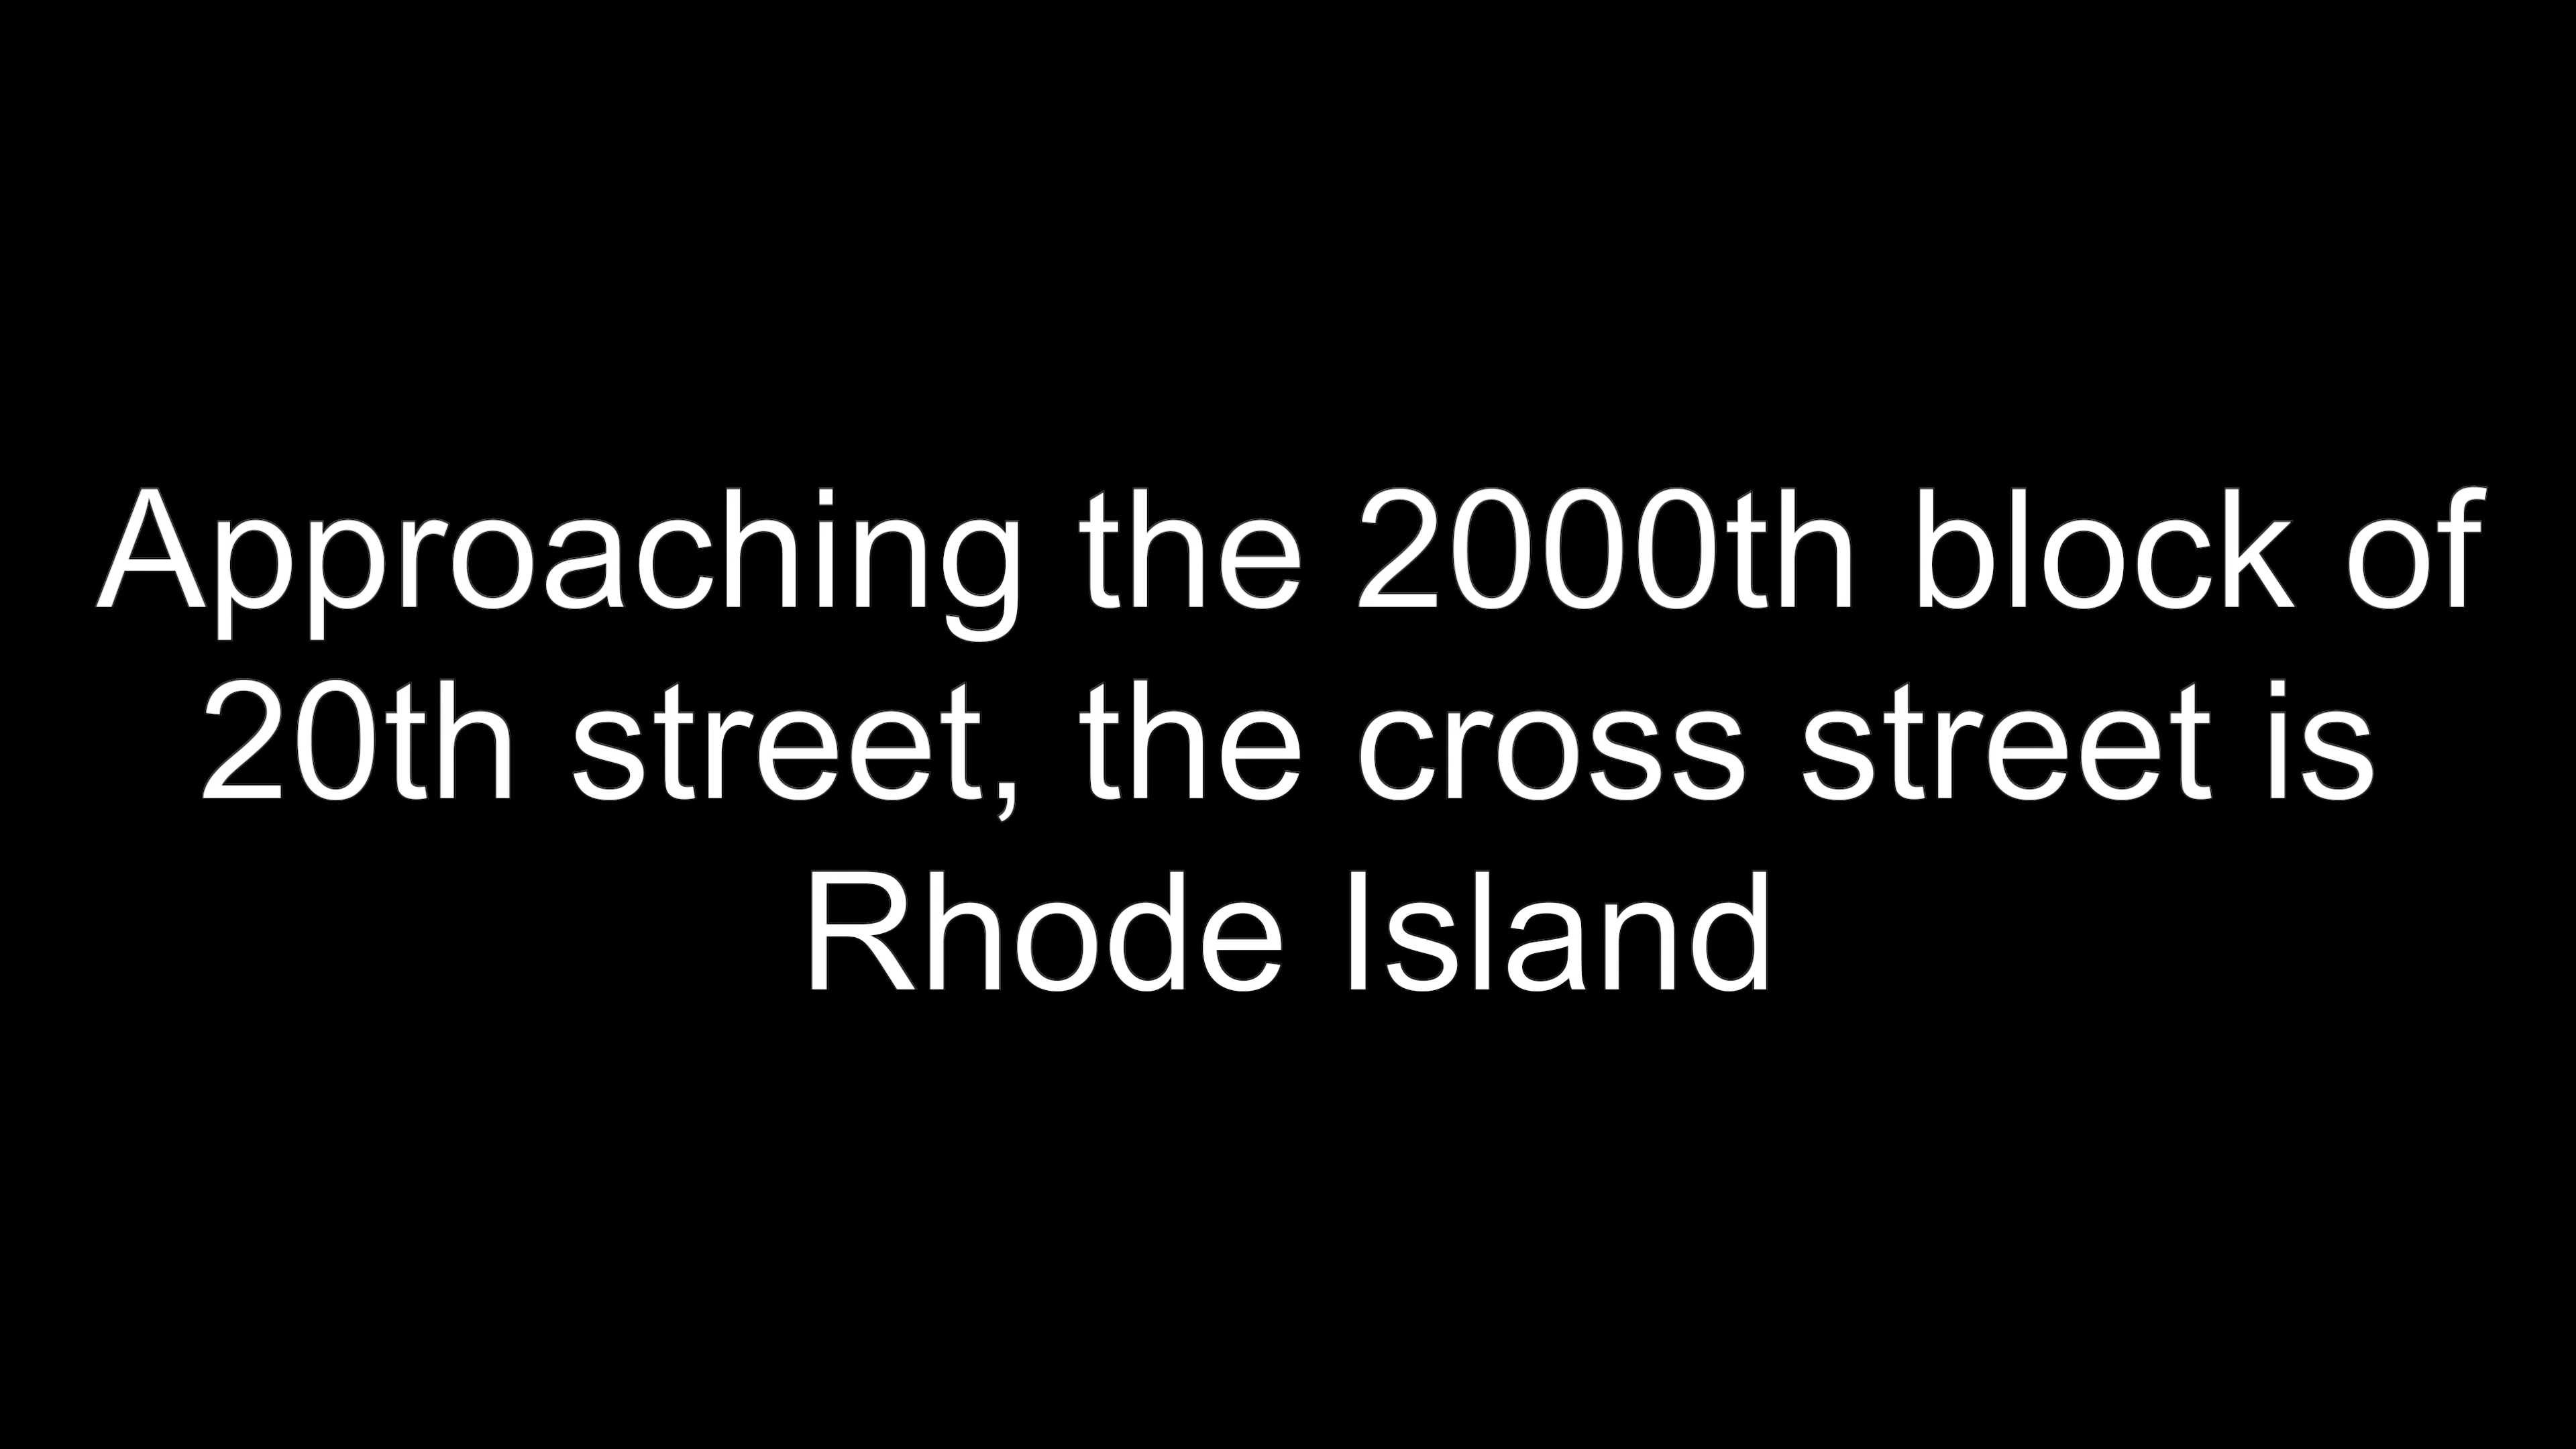 Approaching the 2000th block of
20th street, the cross street is
Rhode Island